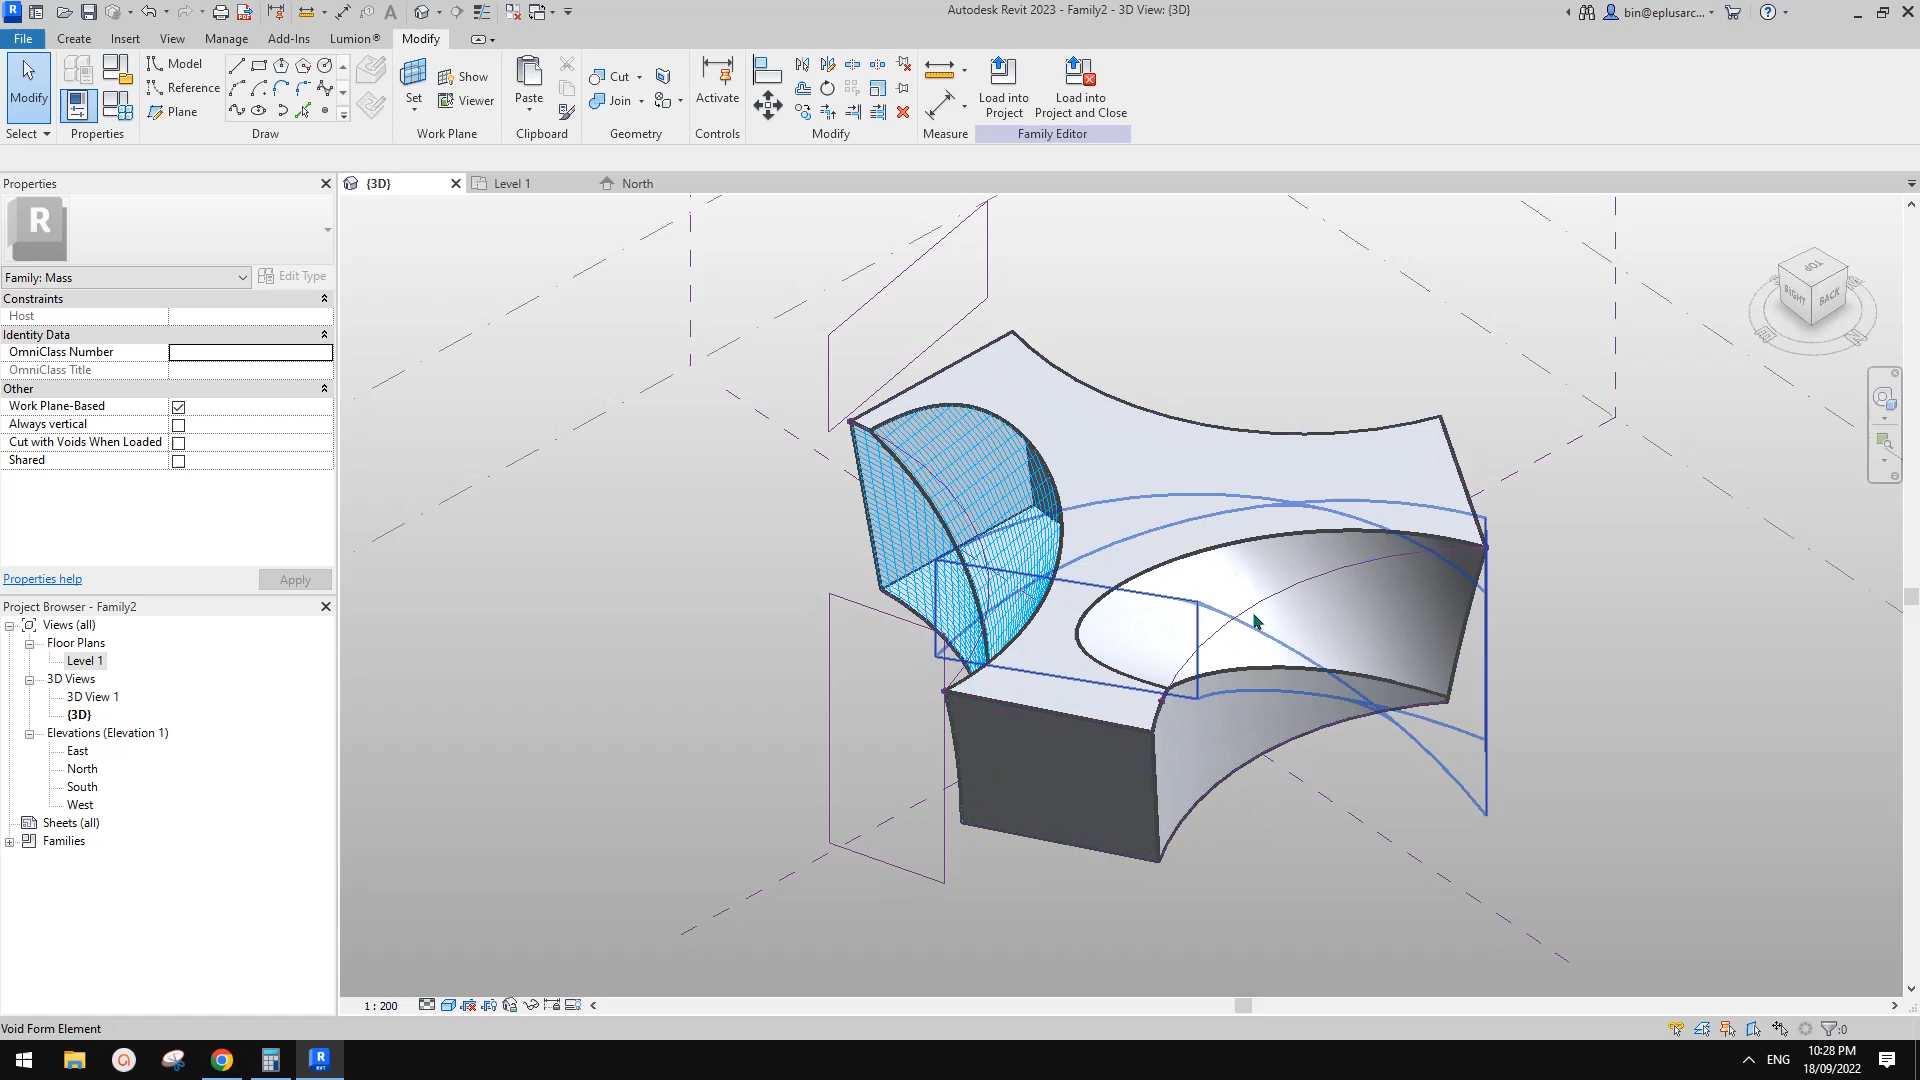 Autodesk Revit 2023 - Family2 - 3D View: {3D}
bin@eplusarc...
File
Create
Insert
View
Manage
Add-Ins
Lumion®
Modify
Modify
Select
Properties
Model
Reference
Plane
Draw
Set
Show
Viewer
Work Plane
Paste
Clipboard
Cut
Join
Geometry
Activate
Controls
Modify
Measure
Load into
Project
Load into
Project and Close
Family Editor
Properties
{3D}
Level 1
North
R
Family: Mass
Edit Type
Constraints
Host
Identity Data
OmniClass Number
OmniClass Title
Other
Work Plane-Based
Always vertical
Cut with Voids When Loaded
Shared
Properties help
Apply
Project Browser - Family2
Views (all)
Floor Plans
Level 1
3D Views
3D View 1
{3D}
Elevations (Elevation 1)
East
North
South
West
Sheets (all)
Families
TOP
RIGHT
BACK
1 : 200
Void Form Element
:0
ENG
10:28 PM
18/09/2022